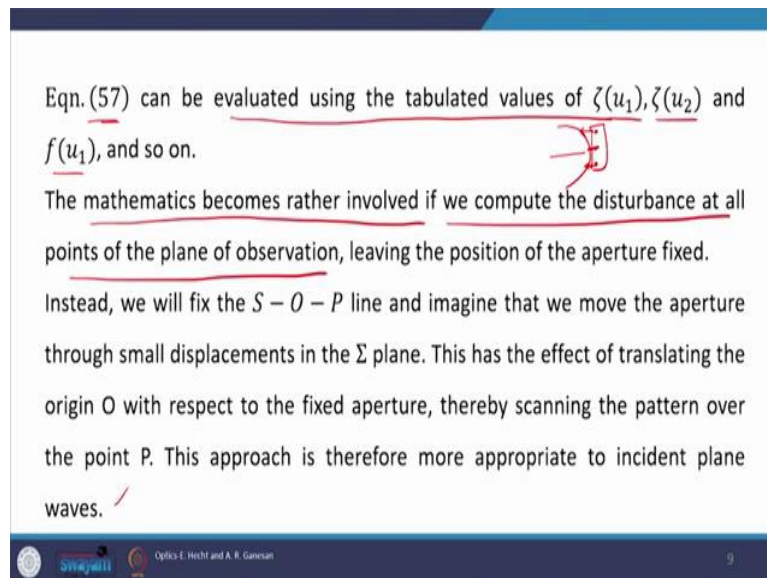 Eqn. (57) can be evaluated using the tabulated values of ζ(u₁), ζ(u₂) and
f(u₁), and so on.
The mathematics becomes rather involved if we compute the disturbance at all
points of the plane of observation, leaving the position of the aperture fixed.
Instead, we will fix the S − O − P line and imagine that we move the aperture
through small displacements in the Σ plane. This has the effect of translating the
origin O with respect to the fixed aperture, thereby scanning the pattern over
the point P. This approach is therefore more appropriate to incident plane
waves.
swayam Optics-E. Hecht and A. R. Ganesan 9